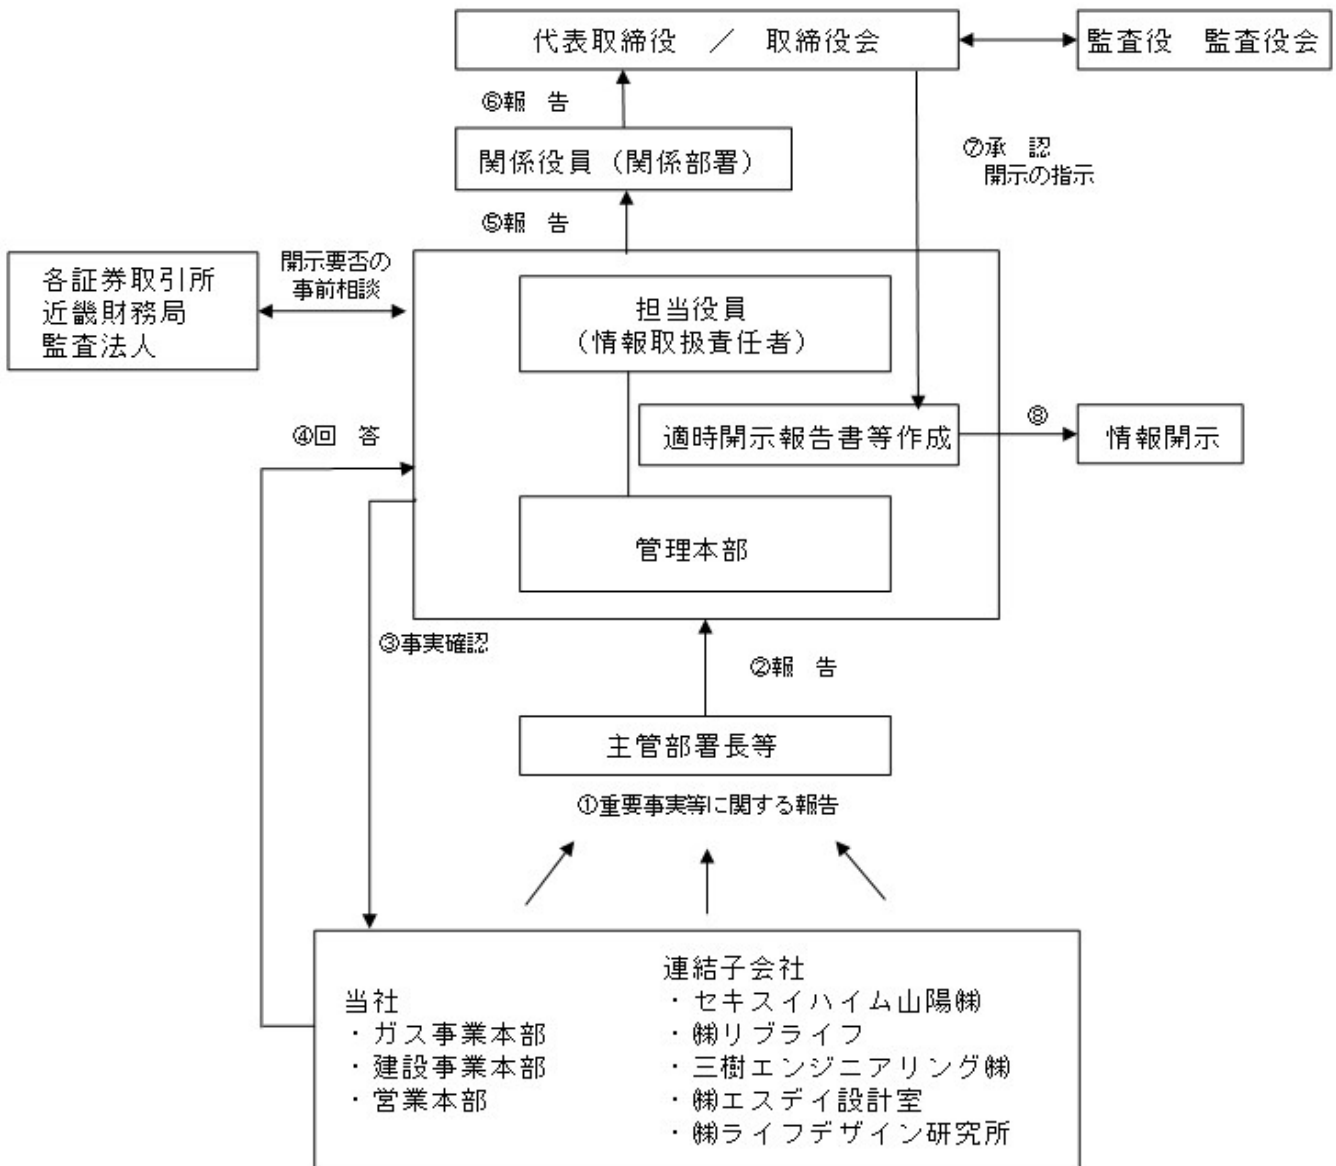 代表取締役 ／ 取締役会
監査役 監査役会
⑥報 告
関係役員（関係部署）
⑦承 認
開示の指示
⑤報 告
各証券取引所
近畿財務局
監査法人
開示要否の
事前相談
担当役員
（情報取扱責任者）
④回 答
適時開示報告書等作成
⑧
情報開示
管理本部
③事実確認
②報 告
主管部署長等
①重要事実等に関する報告
当社
・ガス事業本部
・建設事業本部
・営業本部
連結子会社
・セキスイハイム山陽㈱
・㈱リブライフ
・三樹エンジニアリング㈱
・㈱エスデイ設計室
・㈱ライフデザイン研究所